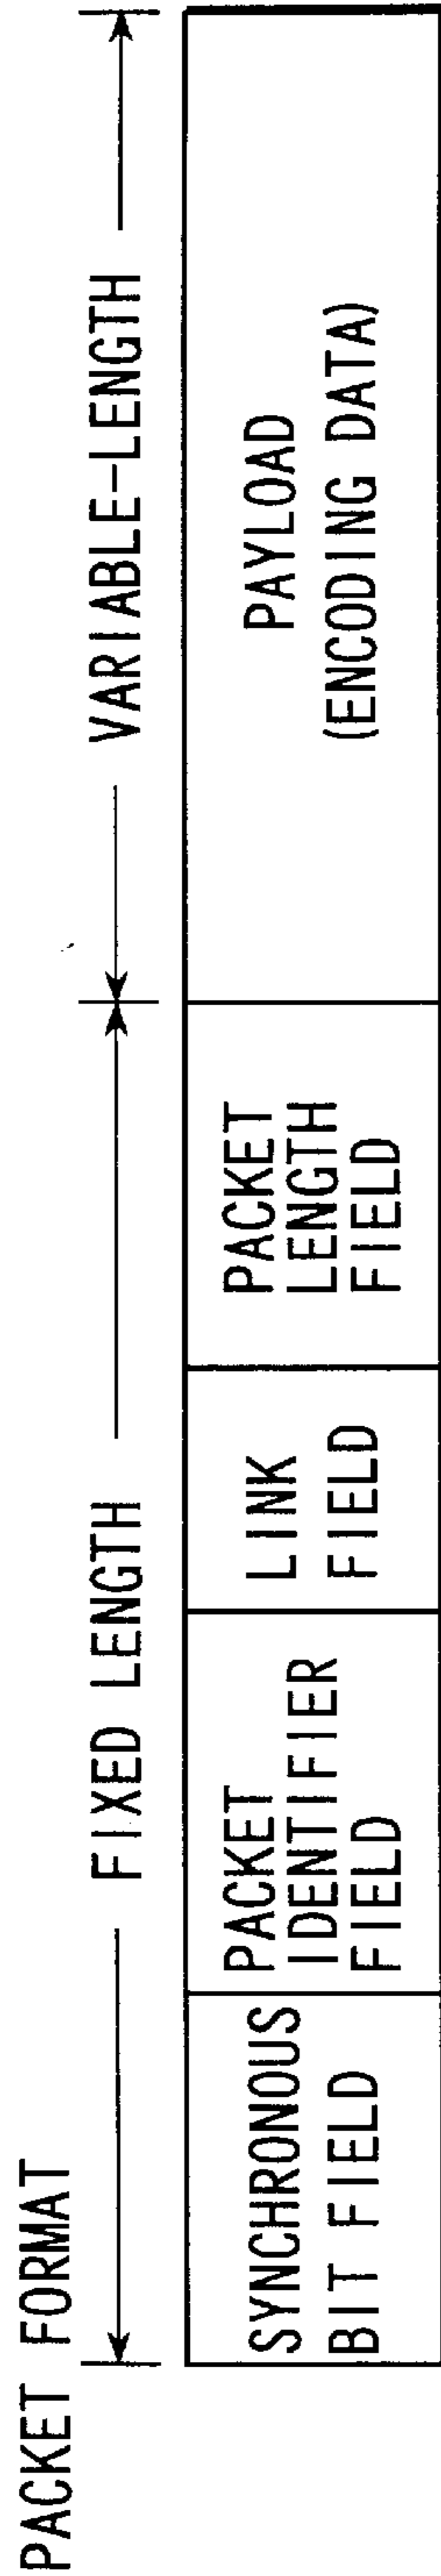 PACKET FORMAT
FIXED LENGTH
VARIABLE-LENGTH
SYNCHRONOUS
BIT FIELD
PACKET
IDENTIFIER
FIELD
LINK
FIELD
PACKET
LENGTH
FIELD
PAYLOAD
(ENCODING DATA)